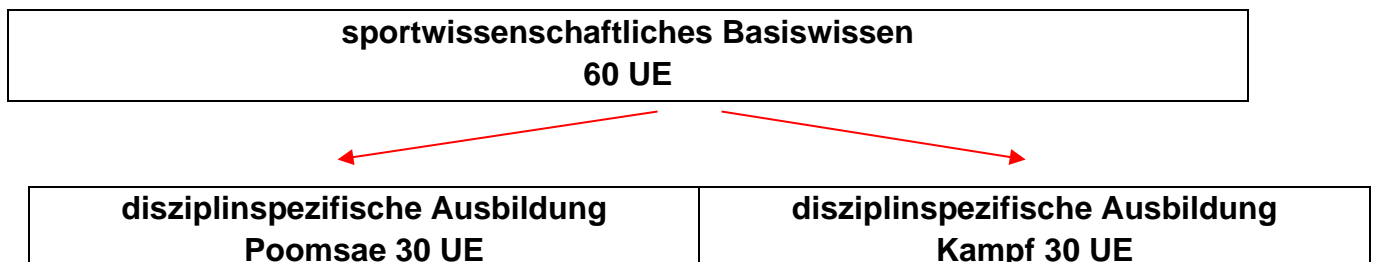 sportwissenschaftliches Basiswissen
60 UE
disziplinspezifische Ausbildung
Poomsae 30 UE
disziplinspezifische Ausbildung
Kampf 30 UE